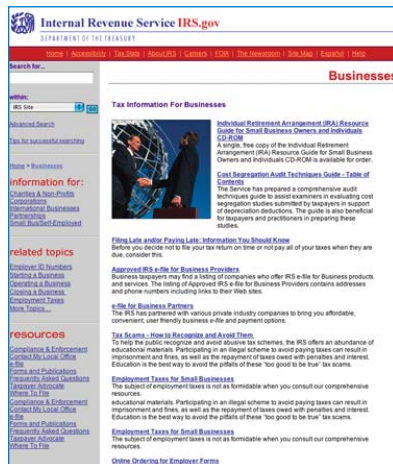 Internal Revenue Service IRS.gov
DEPARTMENT OF THE TREASURY
Home | Accessibility | Tax Stats | About IRS | Careers | FOIA | The Newsroom | Site Map | Español | Help
Search for...
Businesses
within:
IRS Site
GO
Advanced Search
Tips for successful searching
Home > Businesses
information for:
Charities & Non-Profits
Corporations
International Businesses
Partnerships
Small Bus/Self-Employed
related topics
Employer ID Numbers
Starting a Business
Operating a Business
Closing a Business
Employment Taxes
More Topics ...
resources
Compliance & Enforcement
Contact My Local Office
e-file
Forms and Publications
Frequently Asked Questions
Taxpayer Advocate
Where To File
Compliance & Enforcement
Contact My Local Office
e-file
Forms and Publications
Frequently Asked Questions
Taxpayer Advocate
Where To File
Tax Information For Businesses
Individual Retirement Arrangement (IRA) Resource
Guide for Small Business Owners and Individuals
CD-ROM
A single, free copy of the Individual Retirement
Arrangement (IRA) Resource Guide for Small Business
Owners and Individuals CD-ROM is available for order.
Cost Segregation Audit Techniques Guide - Table of
Contents
The Service has prepared a comprehensive audit
techniques guide to assist examiners in evaluating cost
segregation studies submitted by taxpayers in support
of depreciation deductions. The guide is also beneficial
for taxpayers and practitioners in preparing these
studies.
Filing Late and/or Paying Late: Information You Should Know
Before you decide not to file your tax return on time or not pay all of your taxes when they are
due, consider this.
Approved IRS e-file for Business Providers
Business taxpayers may find a listing of companies who offer IRS e-file for Business products
and services. The listing of Approved IRS e-file for Business Providers contains addresses
and phone numbers including links to their Web sites.
e-file for Business Partners
The IRS has partnered with various private industry companies to bring you affordable,
convenient, user friendly business e-file and payment options.
Tax Scams - How to Recognize and Avoid Them
To help the public recognize and avoid abusive tax schemes, the IRS offers an abundance of
educational materials. Participating in an illegal scheme to avoid paying taxes can result in
imprisonment and fines, as well as the repayment of taxes owed with penalties and interest.
Education is the best way to avoid the pitfalls of these "too good to be true" tax scams.
Employment Taxes for Small Businesses
The subject of employment taxes is not as formidable when you consult our comprehensive
resources.
educational materials. Participating in an illegal scheme to avoid paying taxes can result in
imprisonment and fines, as well as the repayment of taxes owed with penalties and interest.
Education is the best way to avoid the pitfalls of these "too good to be true" tax scams.
Employment Taxes for Small Businesses
The subject of employment taxes is not as formidable when you consult our comprehensive
resources.
Online Ordering for Employer Forms